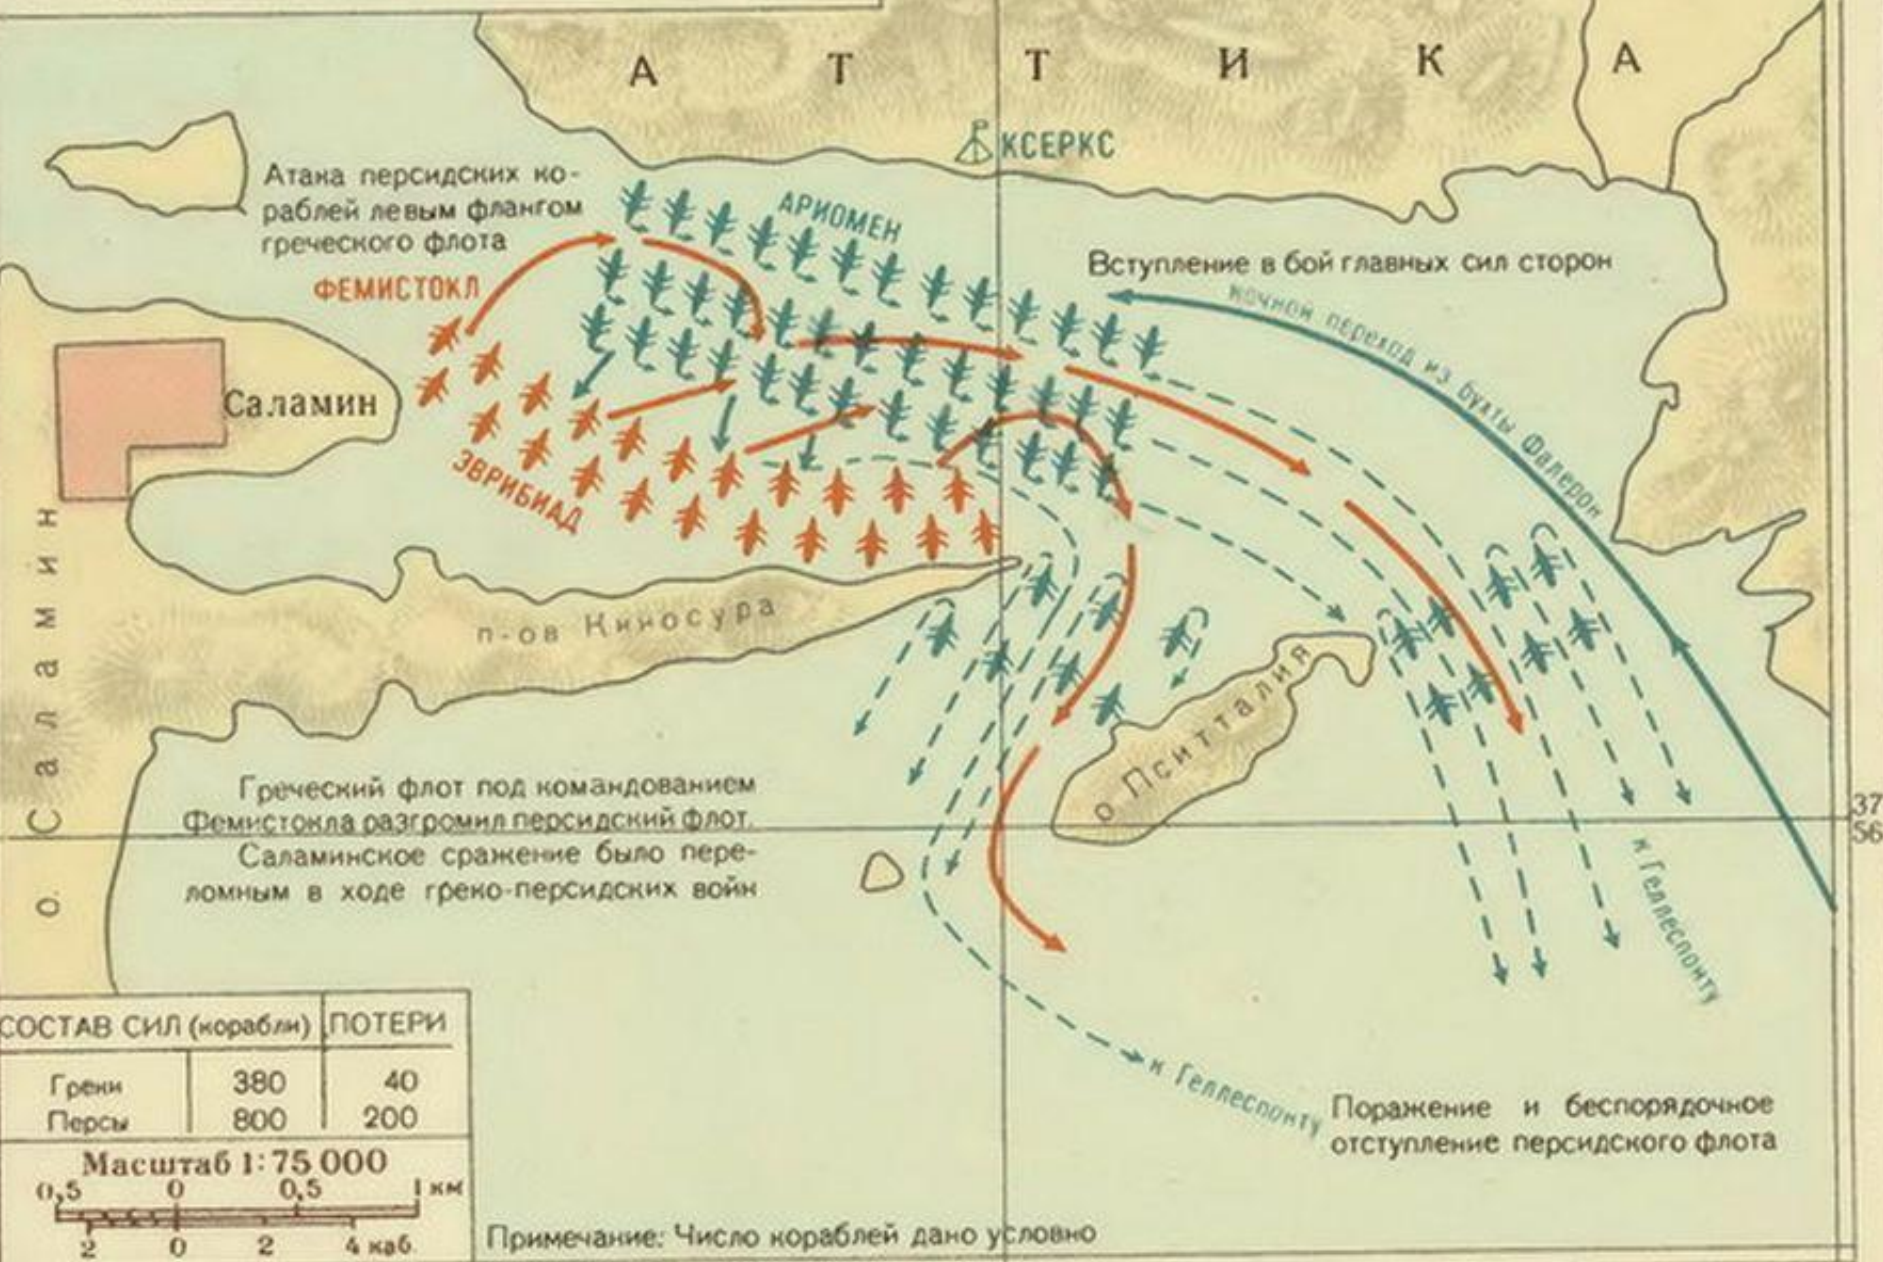 АТТИКА
КСЕРКС
Атака персидских ко-
раблей левым флангом
греческого флота
АРИОМЕН
Вступление в бой главных сил сторон
ночной переход из бухты Фалерон
ФЕМИСТОКЛ
Саламин
ЭВРИБИАД
п-ов Киносура
о. Саламин
о Пситталия
Греческий флот под командованием
Фемистокла разгромил персидский флот.
Саламинское сражение было пере-
ломным в ходе греко-персидских войн
37
56
к Геллеспонту
к Геллеспонту
Поражение и беспорядочное
отступление персидского флота
СОСТАВ СИЛ (корабли) ПОТЕРИ
Греки 380 40
Персы 800 200
Масштаб 1:75 000
0,5 0 0,5 1 км
2 0 2 4 каб.
Примечание: Число кораблей дано условно